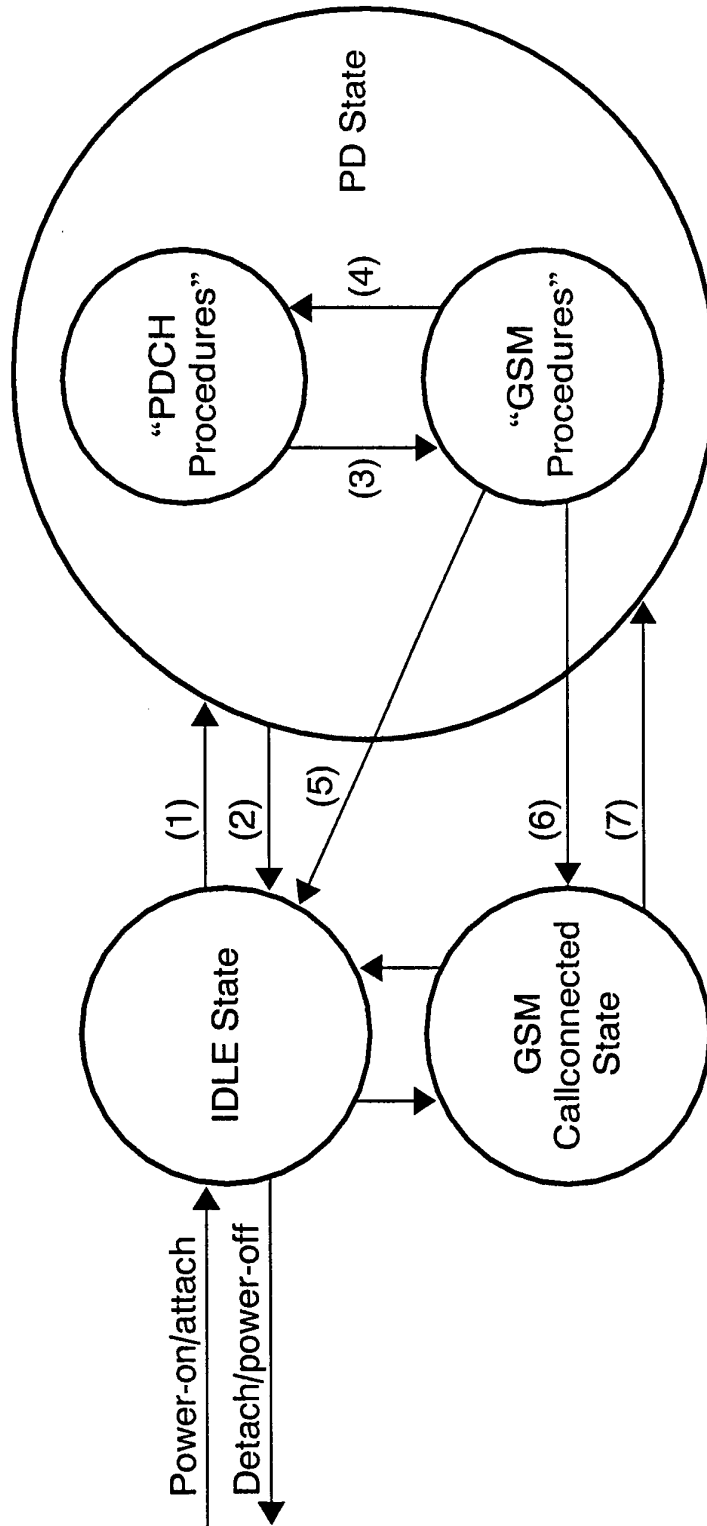 Power-on/attach
Detach/power-off
IDLE State
GSM
Callconnected
State
(1)
(2)
(5)
(6)
(7)
“PDCH
Procedures”
(3)
(4)
“GSM
Procedures”
PD State